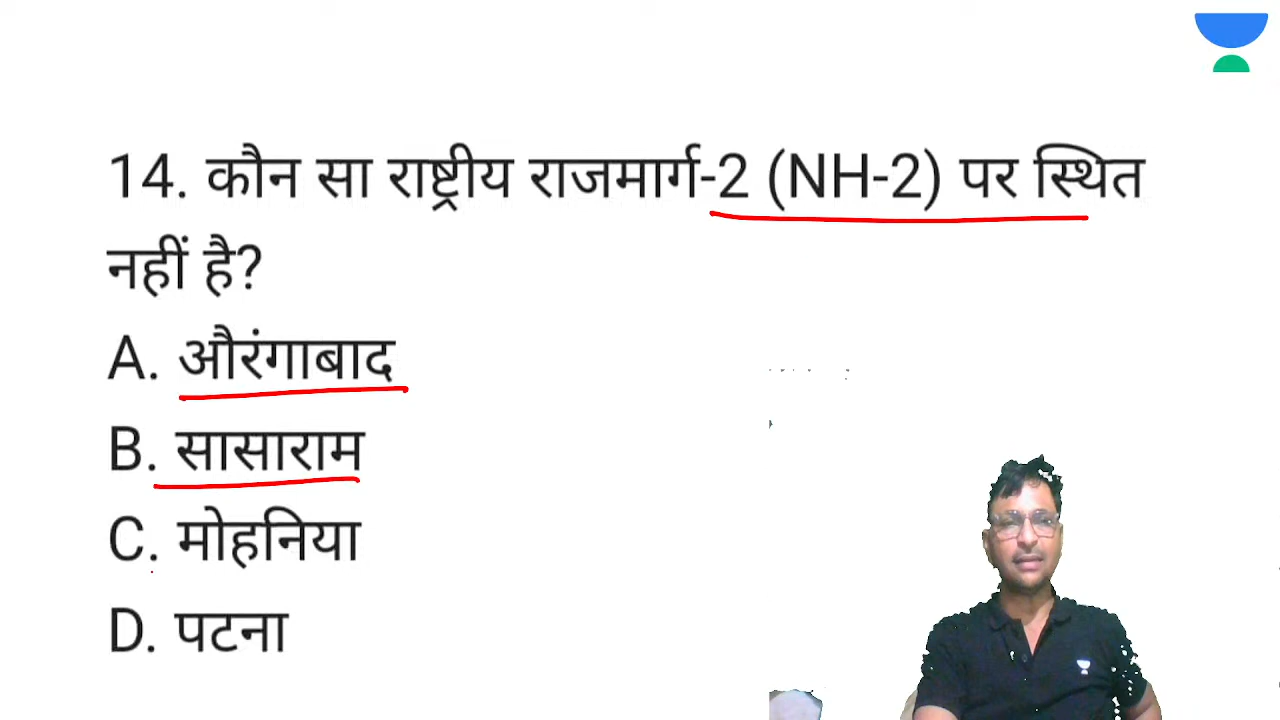 14. कौन सा राष्ट्रीय राजमार्ग-2 (NH-2) पर स्थित
नहीं है?
A. औरंगाबाद
B. सासाराम
C. मोहनिया
D. पटना